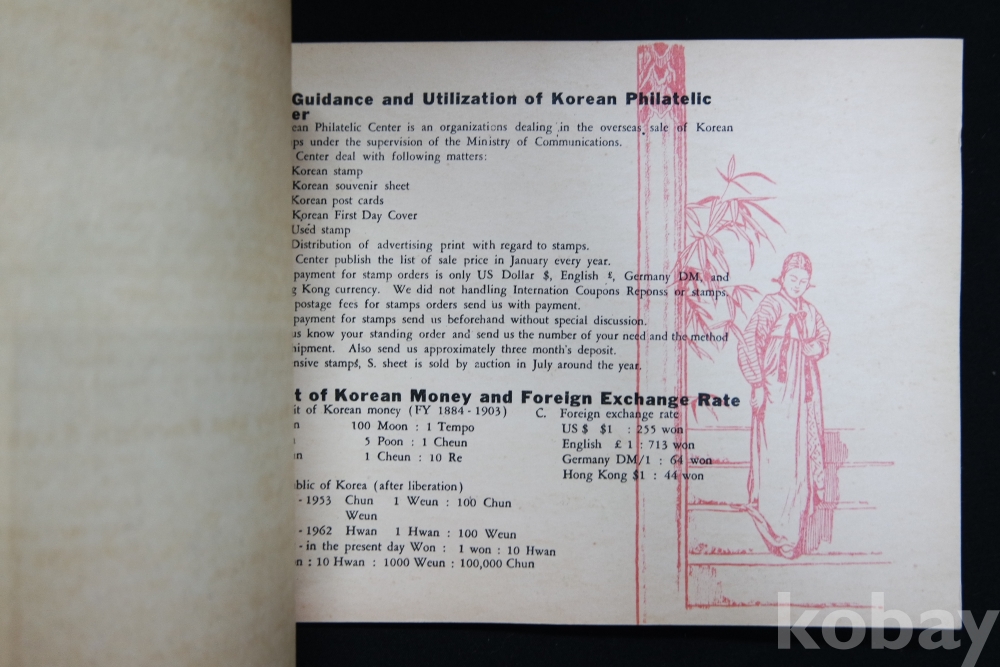 Guidance and Utilization of Korean Philatelic
er
ean Philatelic Center is an organizations dealing in the overseas sale of Korean
ps under the supervision of the Ministry of Communications.
Center deal with following matters:
Korean stamp
Korean souvenir sheet
Korean post cards
Korean First Day Cover
Used stamp
Distribution of advertising print with regard to stamps.
Center publish the list of sale price in January every year.
payment for stamp orders is only US Dollar $, English £, Germany DM, and
g Kong currency. We did not handling Internation Coupons Reponss or stamps.
postage fees for stamps orders send us with payment.
payment for stamps send us beforehand without special discussion.
us know your standing order and send us the number of your need and the method
hipment. Also send us approximately three month's deposit.
nsive stamps, S. sheet is sold by auction in July around the year.
t of Korean Money and Foreign Exchange Rate
it of Korean money (FY 1884-1903)
n 100 Moon : 1 Tempo
5 Poon : 1 Cheun
n 1 Cheun : 10 Re
C. Foreign exchange rate
US $ $1 : 255 won
English £ 1 : 713 won
Germany DM/1 : 64 won
Hong Kong $1 : 44 won
blic of Korea (after liberation)
- 1953 Chun 1 Weun : 100 Chun
Weun
- 1962 Hwan 1 Hwan : 100 Weun
- in the present day Won : 1 won : 10 Hwan
n : 10 Hwan : 1000 Weun : 100,000 Chun
kobay